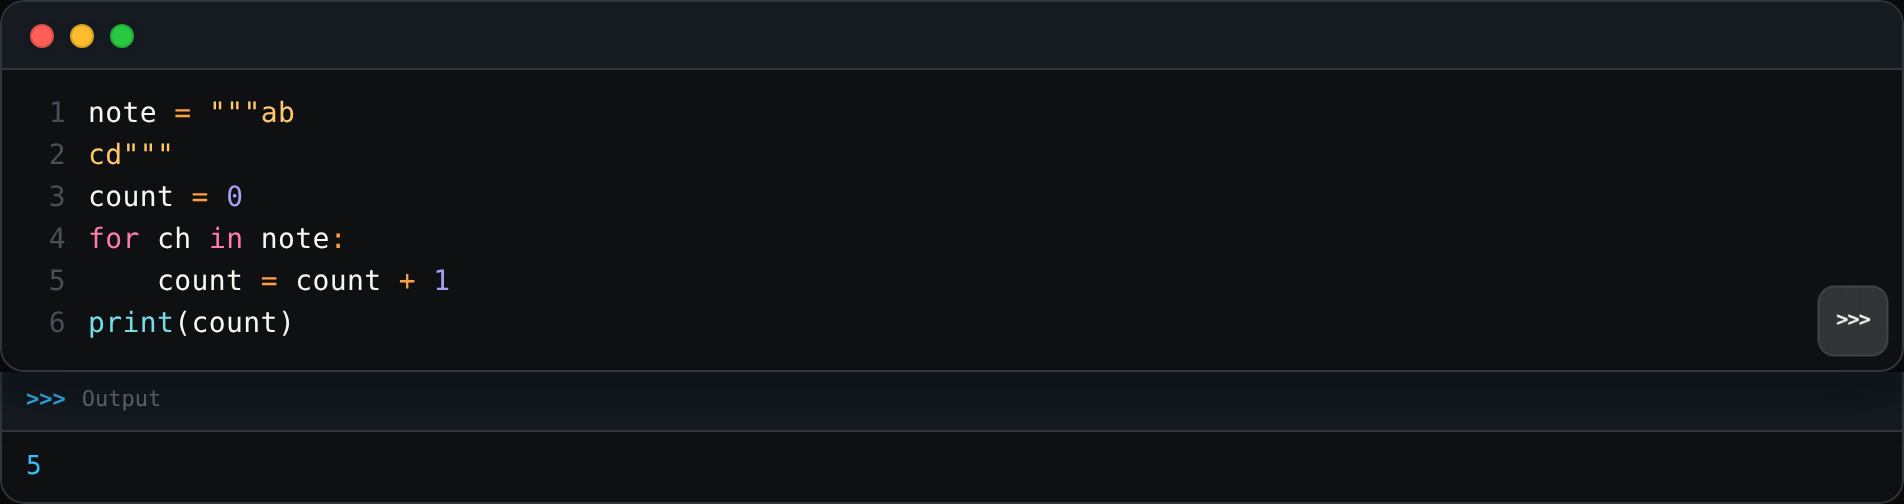 1 note = """ab
2 cd"""
3 count = 0
4 for ch in note:
5     count = count + 1
6 print(count)
>>>
>>> Output
5